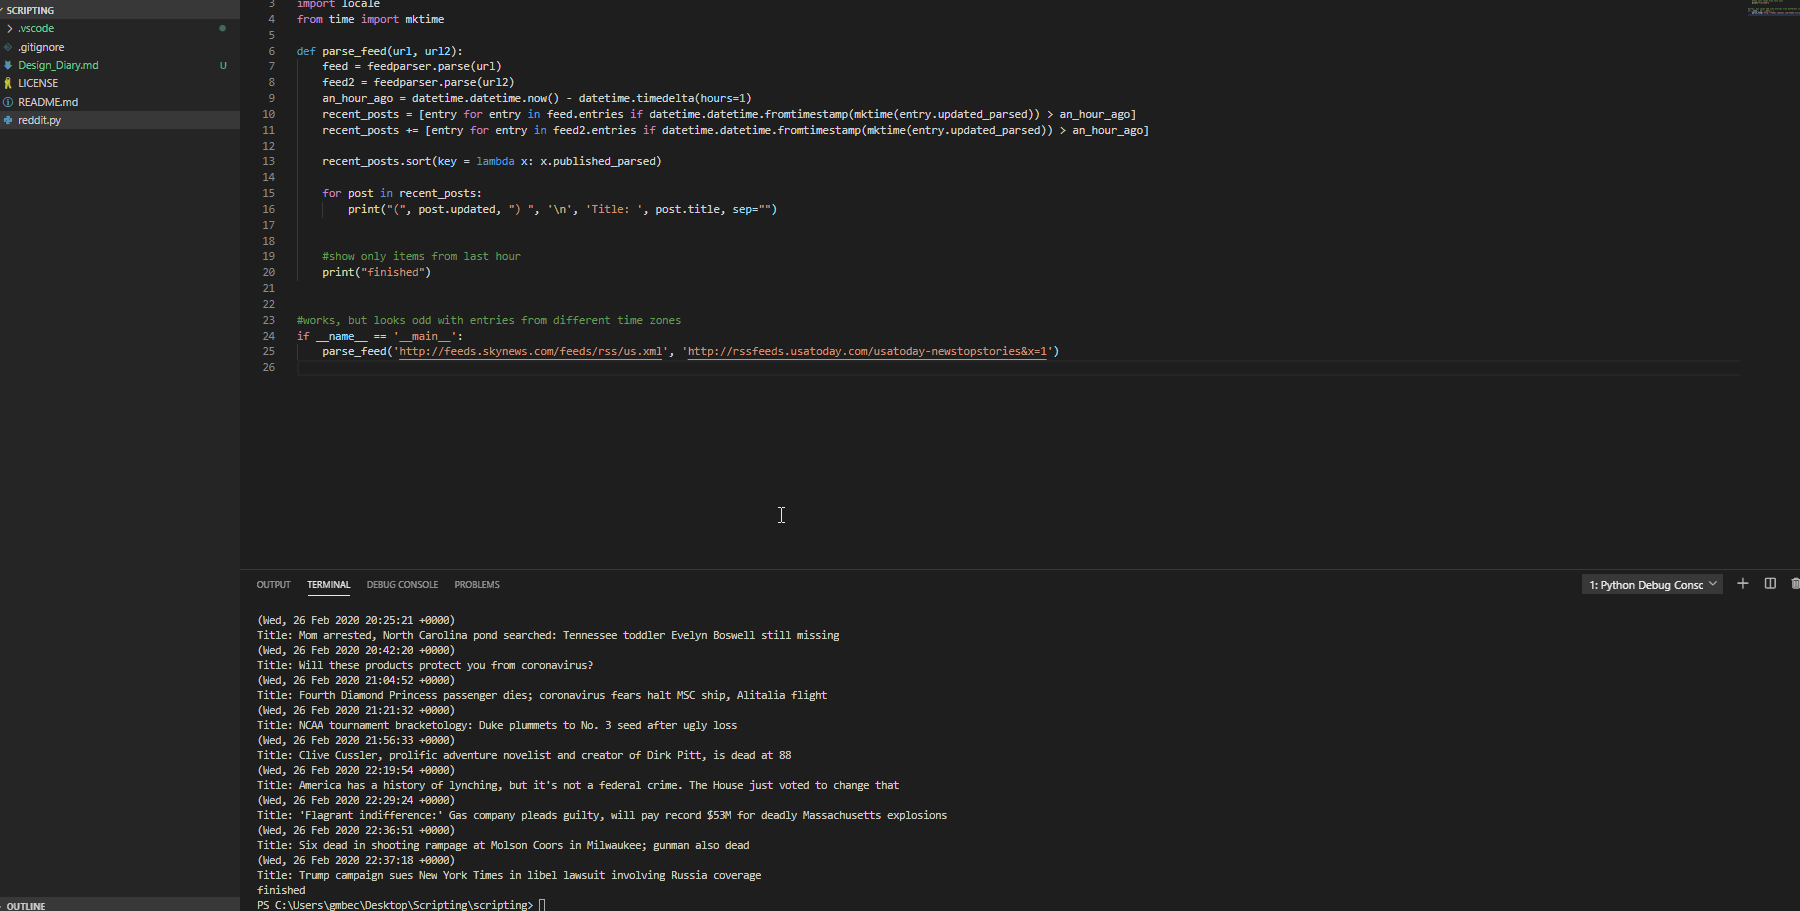 SCRIPTING
.vscode
.gitignore
Design_Diary.md U
LICENSE
README.md
reddit.py
OUTLINE
3 import locale
4 from time import mktime
5
6 def parse_feed(url, url2):
7 feed = feedparser.parse(url)
8 feed2 = feedparser.parse(url2)
9 an_hour_ago = datetime.datetime.now() - datetime.timedelta(hours=1)
10 recent_posts = [entry for entry in feed.entries if datetime.datetime.fromtimestamp(mktime(entry.updated_parsed)) > an_hour_ago]
11 recent_posts += [entry for entry in feed2.entries if datetime.datetime.fromtimestamp(mktime(entry.updated_parsed)) > an_hour_ago]
12
13 recent_posts.sort(key = lambda x: x.published_parsed)
14
15 for post in recent_posts:
16 print("(", post.updated, ") ", '\n', 'Title: ', post.title, sep="")
17
18
19 #show only items from last hour
20 print("finished")
21
22
23 #works, but looks odd with entries from different time zones
24 if __name__ == '__main__':
25 parse_feed('http://feeds.skynews.com/feeds/rss/us.xml', 'http://rssfeeds.usatoday.com/usatoday-newstopstories&x=1')
26
OUTPUT TERMINAL DEBUG CONSOLE PROBLEMS 1: Python Debug Consc
(Wed, 26 Feb 2020 20:25:21 +0000)
Title: Mom arrested, North Carolina pond searched: Tennessee toddler Evelyn Boswell still missing
(Wed, 26 Feb 2020 20:42:20 +0000)
Title: Will these products protect you from coronavirus?
(Wed, 26 Feb 2020 21:04:52 +0000)
Title: Fourth Diamond Princess passenger dies; coronavirus fears halt MSC ship, Alitalia flight
(Wed, 26 Feb 2020 21:21:32 +0000)
Title: NCAA tournament bracketology: Duke plummets to No. 3 seed after ugly loss
(Wed, 26 Feb 2020 21:56:33 +0000)
Title: Clive Cussler, prolific adventure novelist and creator of Dirk Pitt, is dead at 88
(Wed, 26 Feb 2020 22:19:54 +0000)
Title: America has a history of lynching, but it's not a federal crime. The House just voted to change that
(Wed, 26 Feb 2020 22:29:24 +0000)
Title: 'Flagrant indifference:' Gas company pleads guilty, will pay record $53M for deadly Massachusetts explosions
(Wed, 26 Feb 2020 22:36:51 +0000)
Title: Six dead in shooting rampage at Molson Coors in Milwaukee; gunman also dead
(Wed, 26 Feb 2020 22:37:18 +0000)
Title: Trump campaign sues New York Times in libel lawsuit involving Russia coverage
finished
PS C:\Users\gmbec\Desktop\Scripting\scripting>